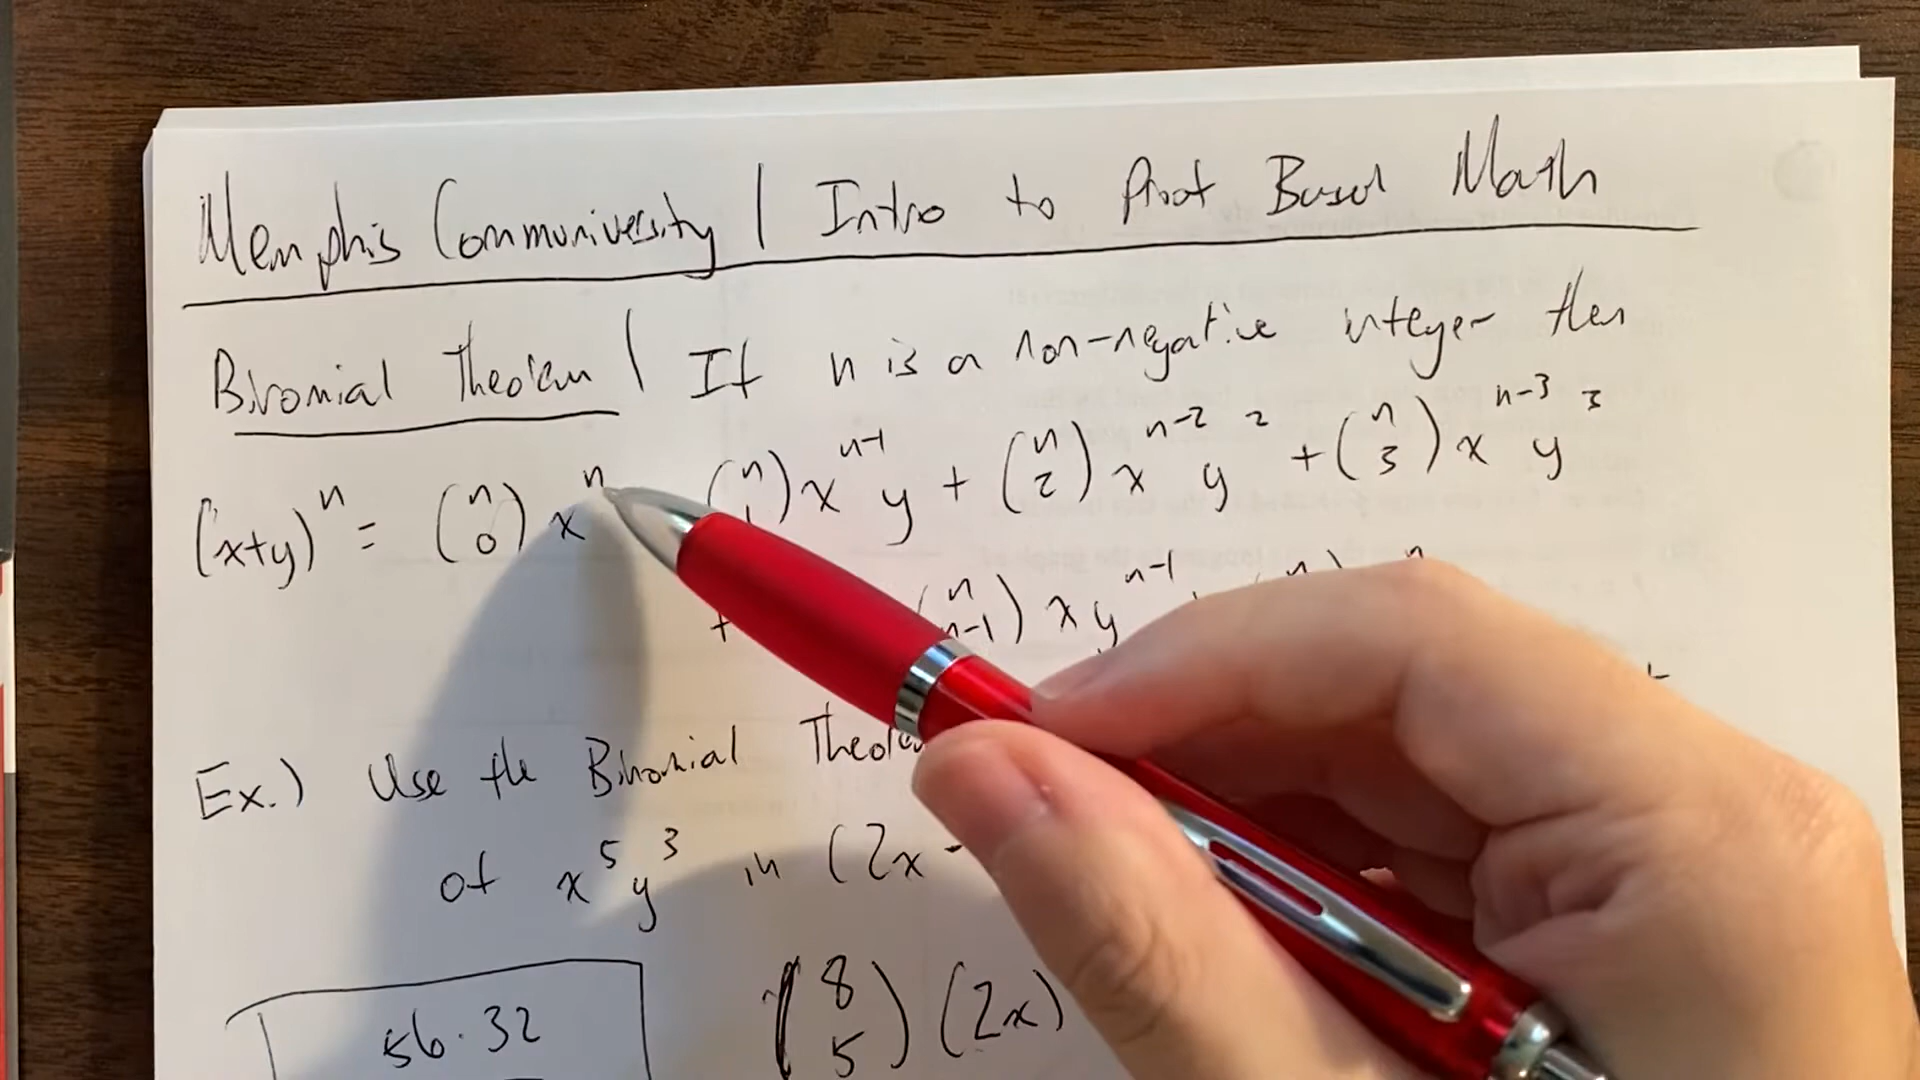 Memphis Communiversity | Intro to Proof Based Math
Binomial Theorem | If n is a non-negative integer then
(x+y)^n = (n 0) x^n (n 1) x^{n-1} y + (n 2) x^{n-2} y^2 + (n 3) x^{n-3} y^3
+ (n n-1) x y^{n-1}
Ex.) Use the Binomial Theorem
of x^5 y^3 in (2x -
56·32
(8 5) (2x)